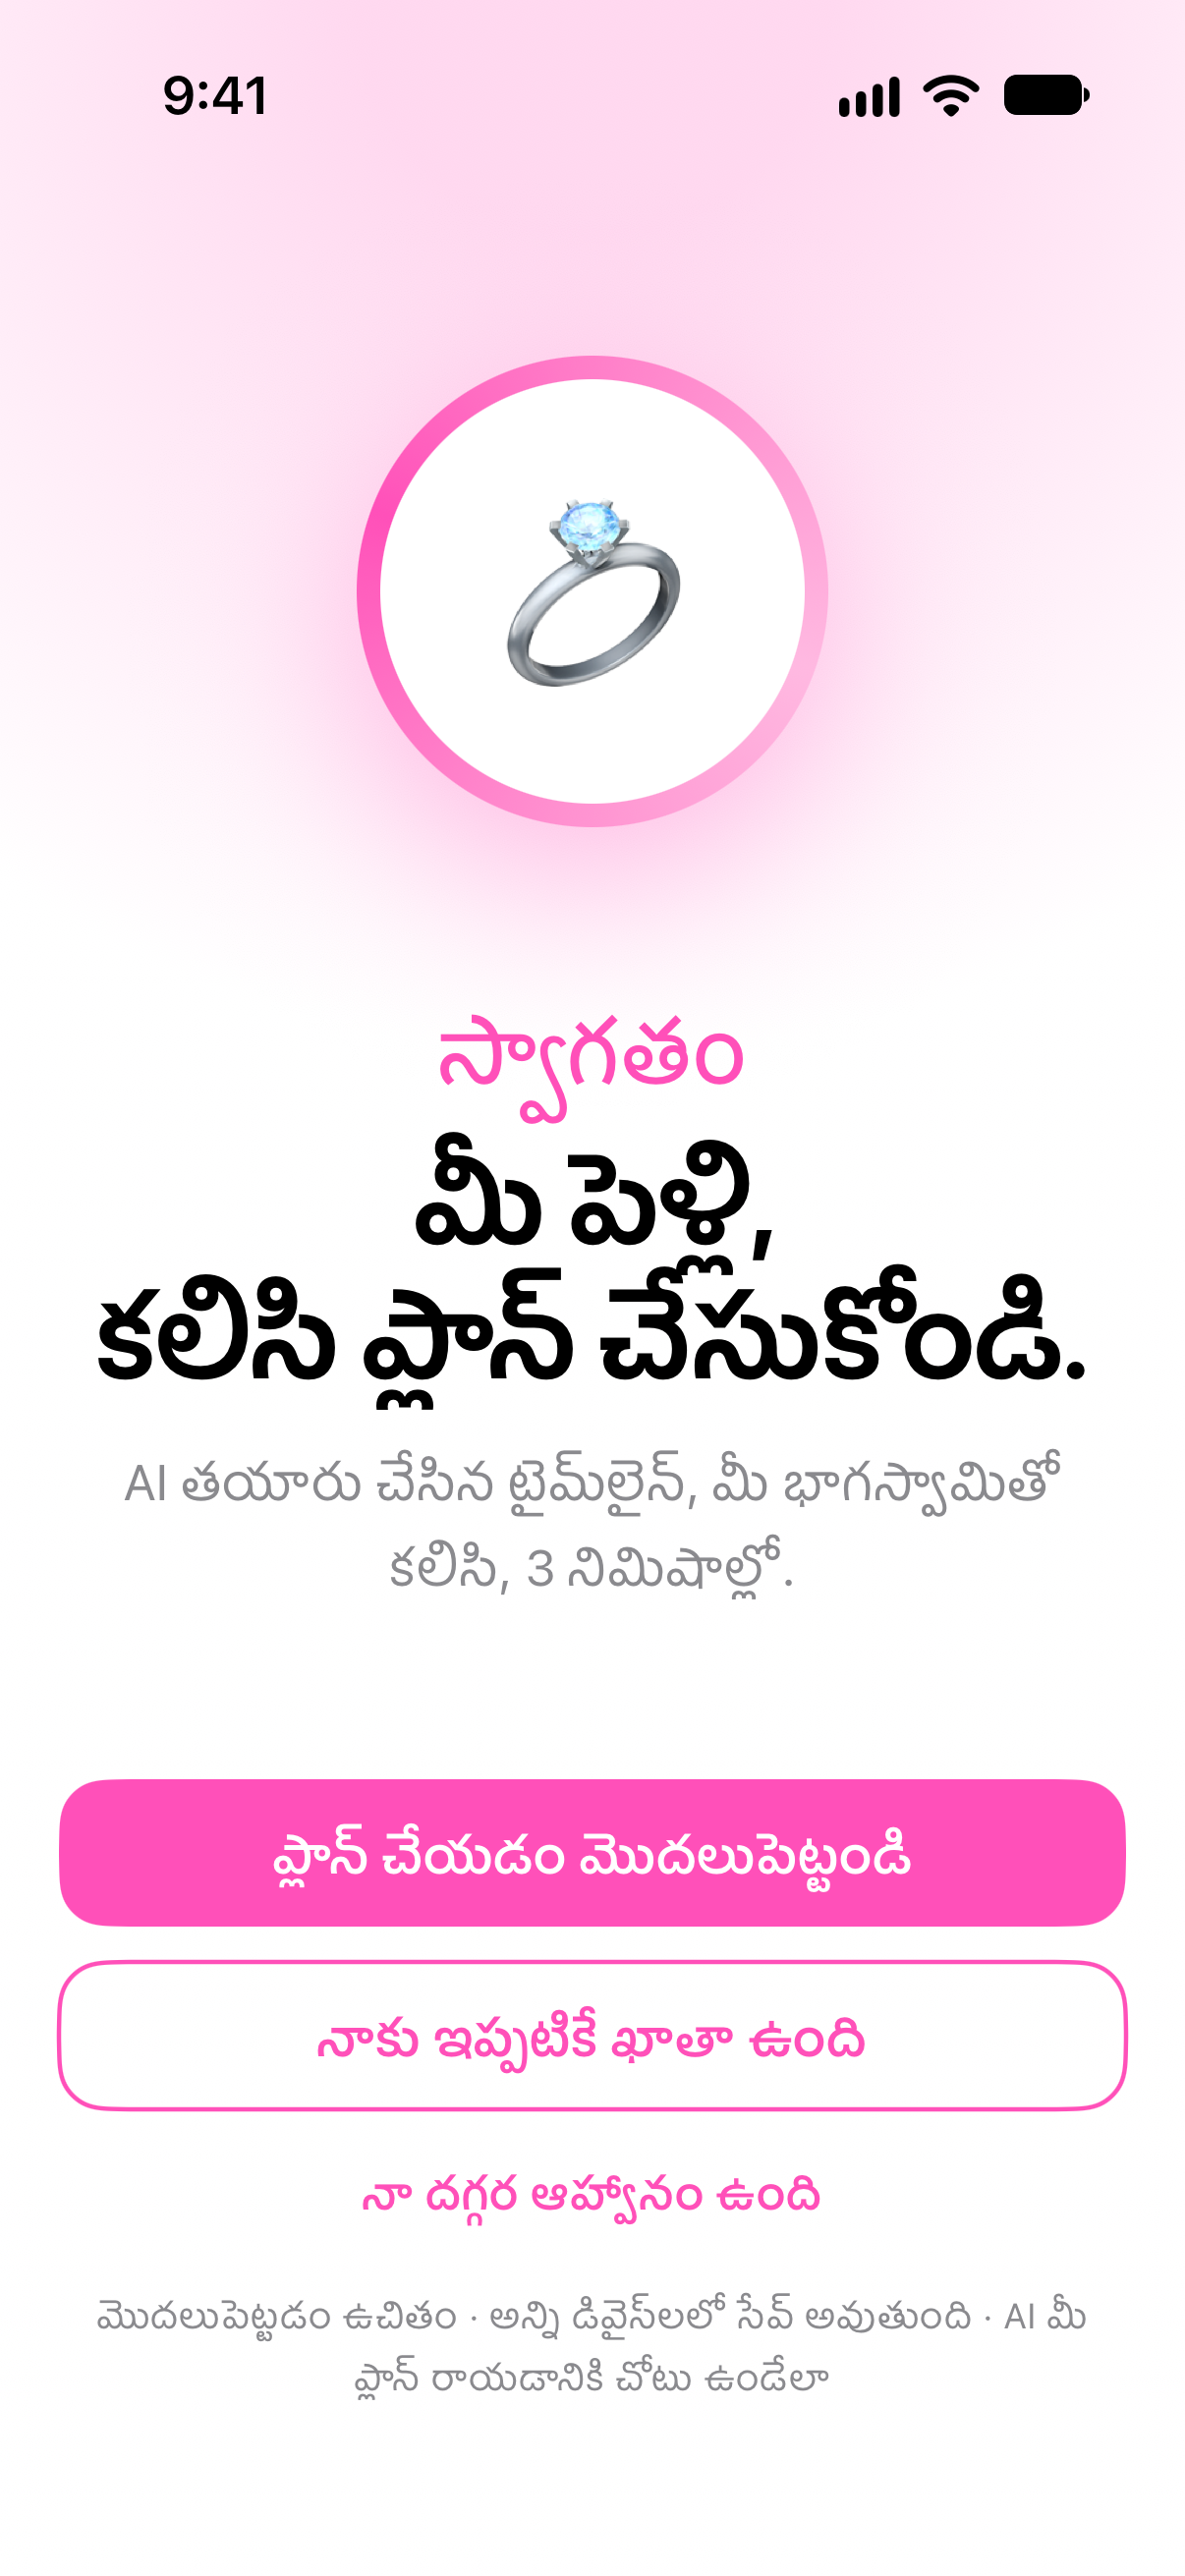 9:41
స్వాగతం
మీ పెళ్లి,
కలిసి ప్లాన్ చేసుకోండి.
AI తయారు చేసిన టైమ్‌లైన్, మీ భాగస్వామితో
కలిసి, 3 నిమిషాల్లో.
ప్లాన్ చేయడం మొదలుపెట్టండి
నాకు ఇప్పటికే ఖాతా ఉంది
నా దగ్గర ఆహ్వానం ఉంది
మొదలుపెట్టడం ఉచితం · అన్ని డివైస్‌లలో సేవ్ అవుతుంది · AI మీ
ప్లాన్ రాయడానికి చోటు ఉండేలా